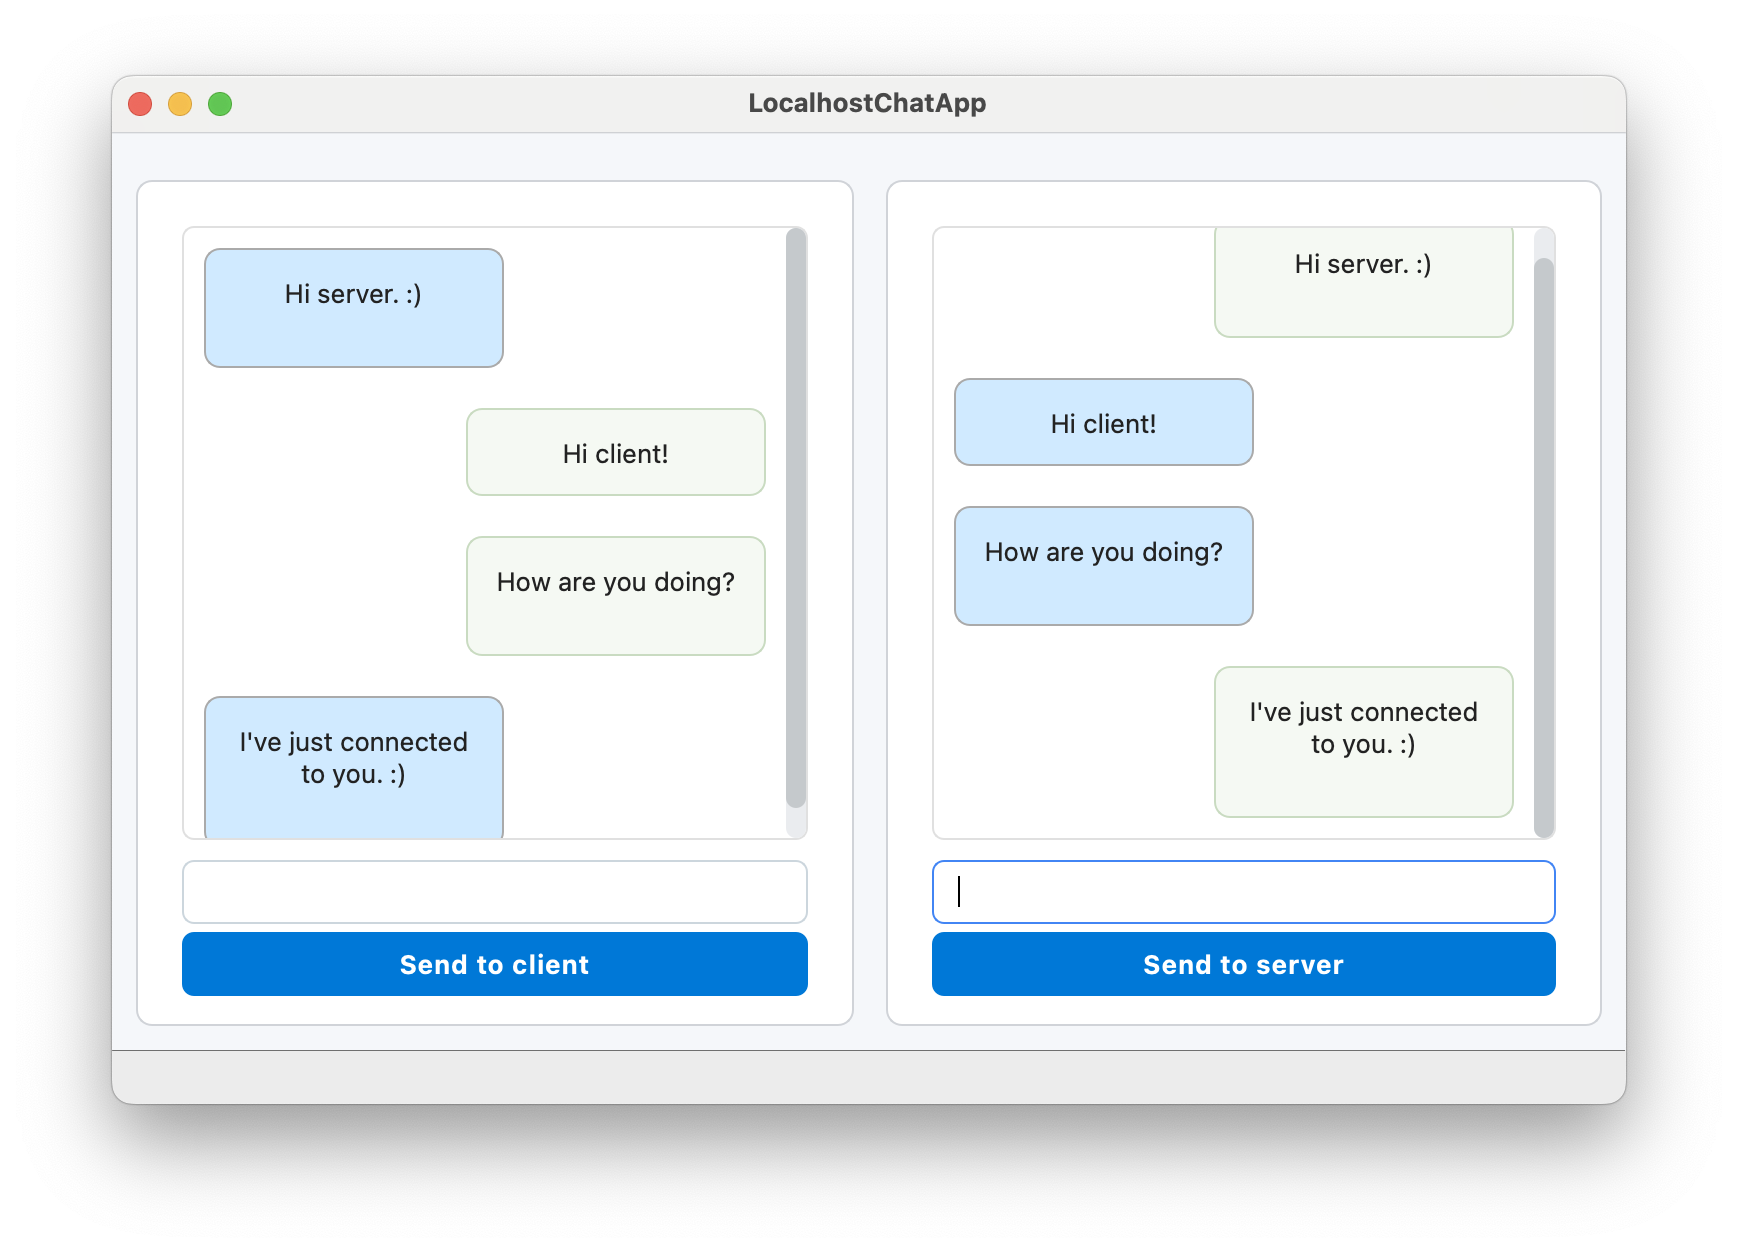 LocalhostChatApp
Hi server. :)
Hi client!
How are you doing?
I've just connected
to you. :)
Send to client
Hi server. :)
Hi client!
How are you doing?
I've just connected
to you. :)
Send to server